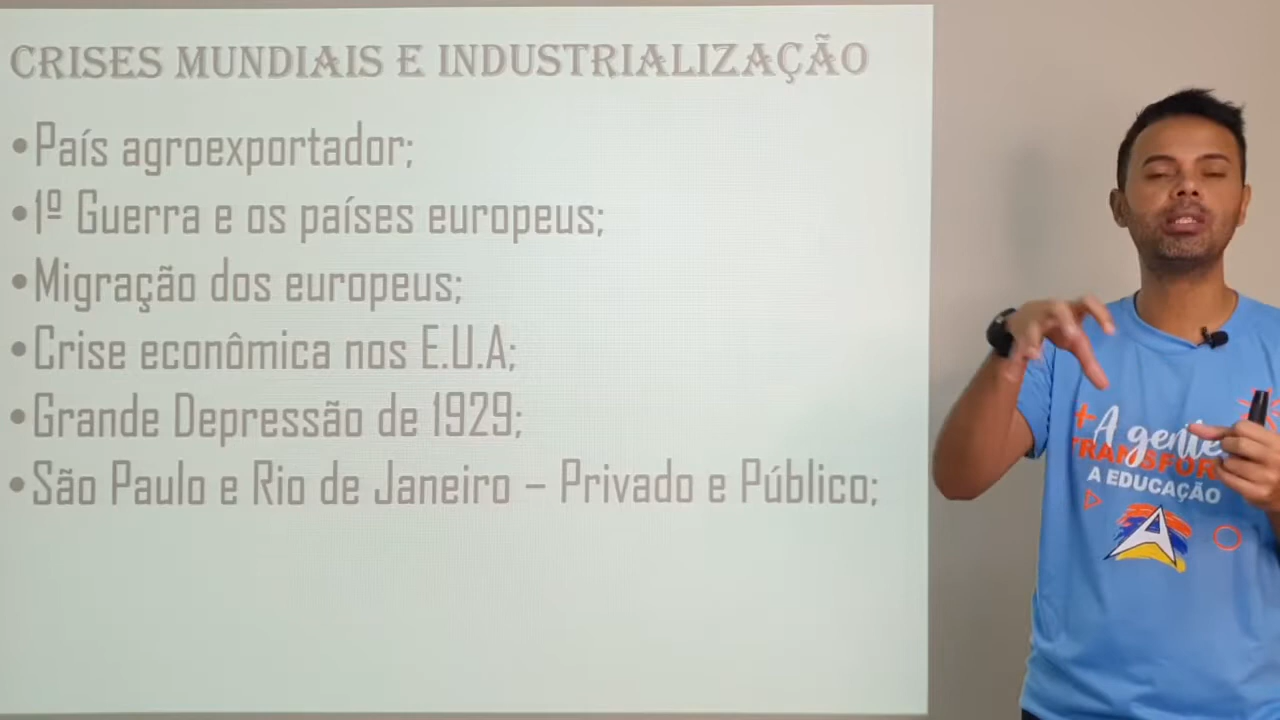 CRISES MUNDIAIS E INDUSTRIALIZAÇÃO
•País agroexportador;
•1º Guerra e os países europeus;
•Migração dos europeus;
•Crise econômica nos E.U.A;
•Grande Depressão de 1929;
•São Paulo e Rio de Janeiro – Privado e Público;
A gente
A EDUCAÇÃO